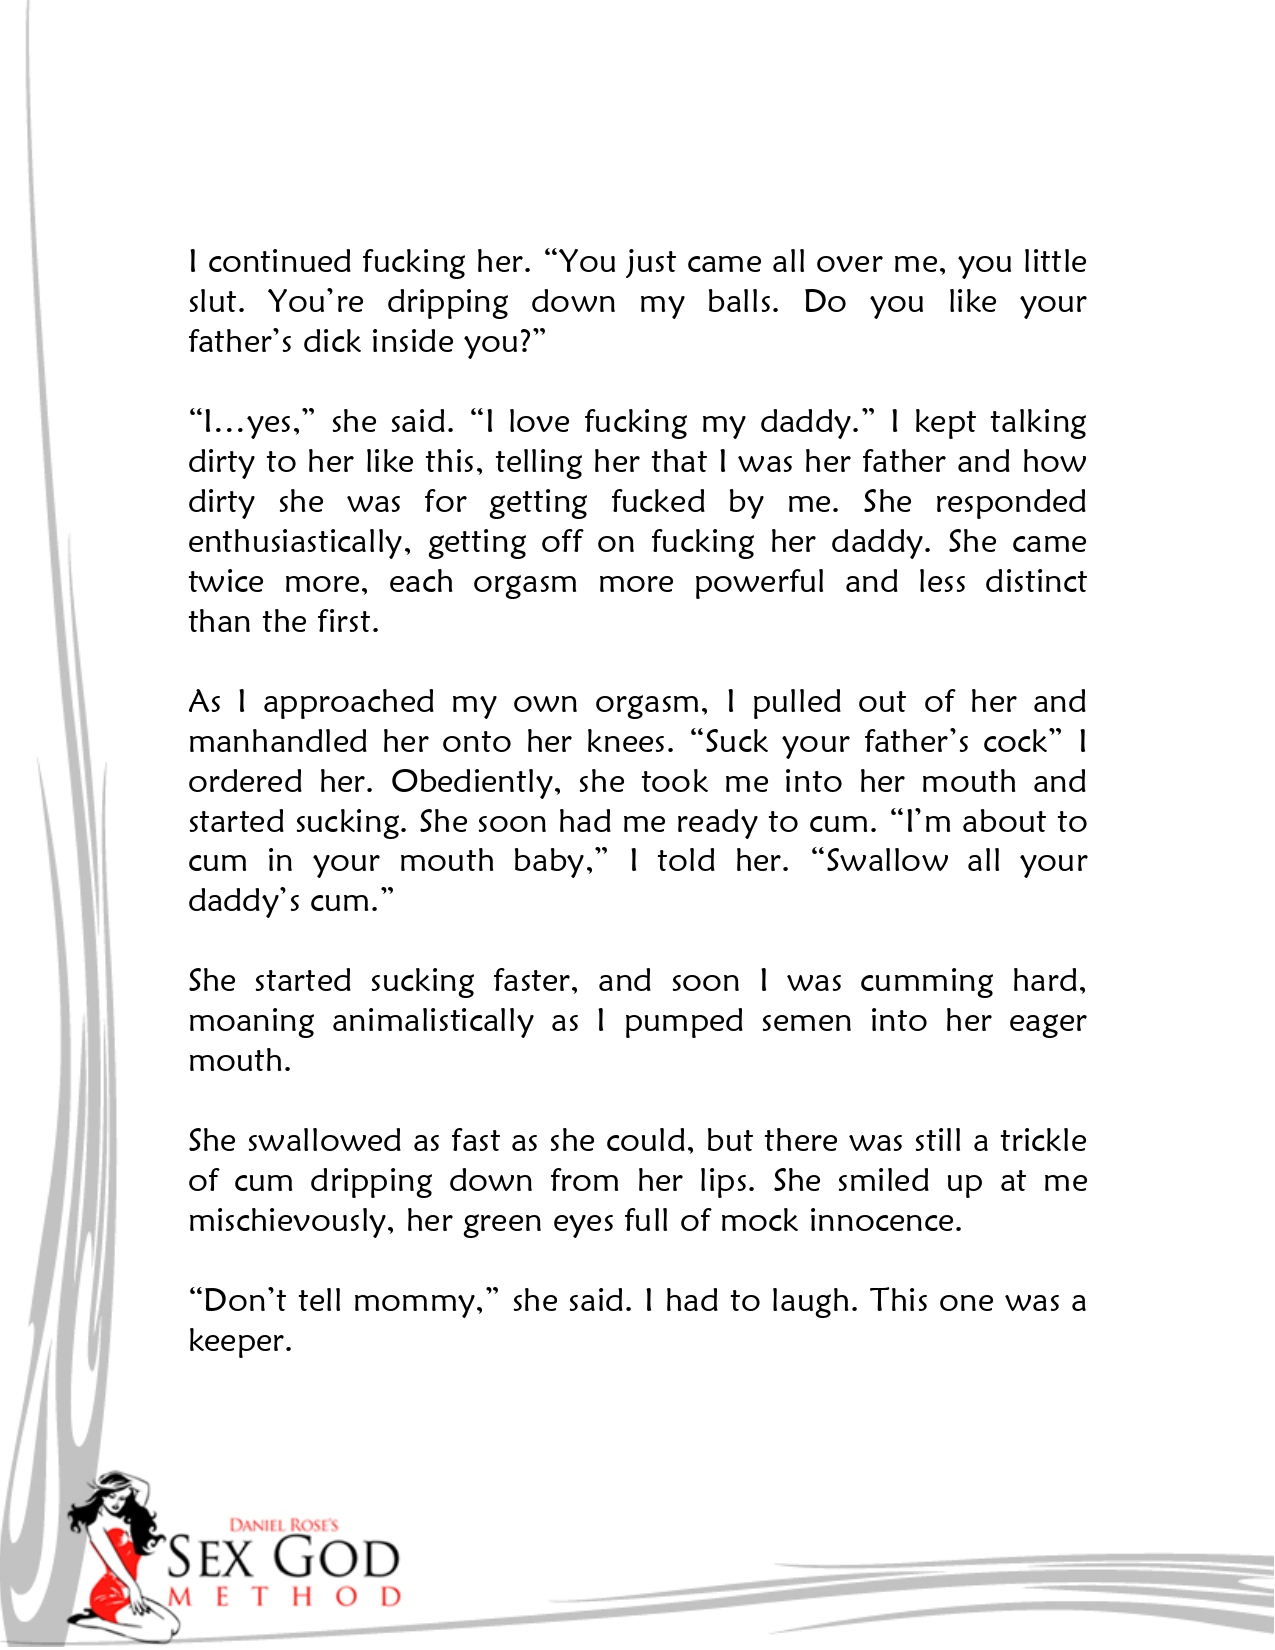 I continued fucking her. “You just came all over me, you little
slut. You’re dripping down my balls. Do you like your
father’s dick inside you?”
“I…yes,” she said. “I love fucking my daddy.” I kept talking
dirty to her like this, telling her that I was her father and how
dirty she was for getting fucked by me. She responded
enthusiastically, getting off on fucking her daddy. She came
twice more, each orgasm more powerful and less distinct
than the first.
As I approached my own orgasm, I pulled out of her and
manhandled her onto her knees. “Suck your father’s cock” I
ordered her. Obediently, she took me into her mouth and
started sucking. She soon had me ready to cum. “I’m about to
cum in your mouth baby,” I told her. “Swallow all your
daddy’s cum.”
She started sucking faster, and soon I was cumming hard,
moaning animalistically as I pumped semen into her eager
mouth.
She swallowed as fast as she could, but there was still a trickle
of cum dripping down from her lips. She smiled up at me
mischievously, her green eyes full of mock innocence.
“Don’t tell mommy,” she said. I had to laugh. This one was a
keeper.
DANIEL ROSE’S
SEX GOD
METHOD